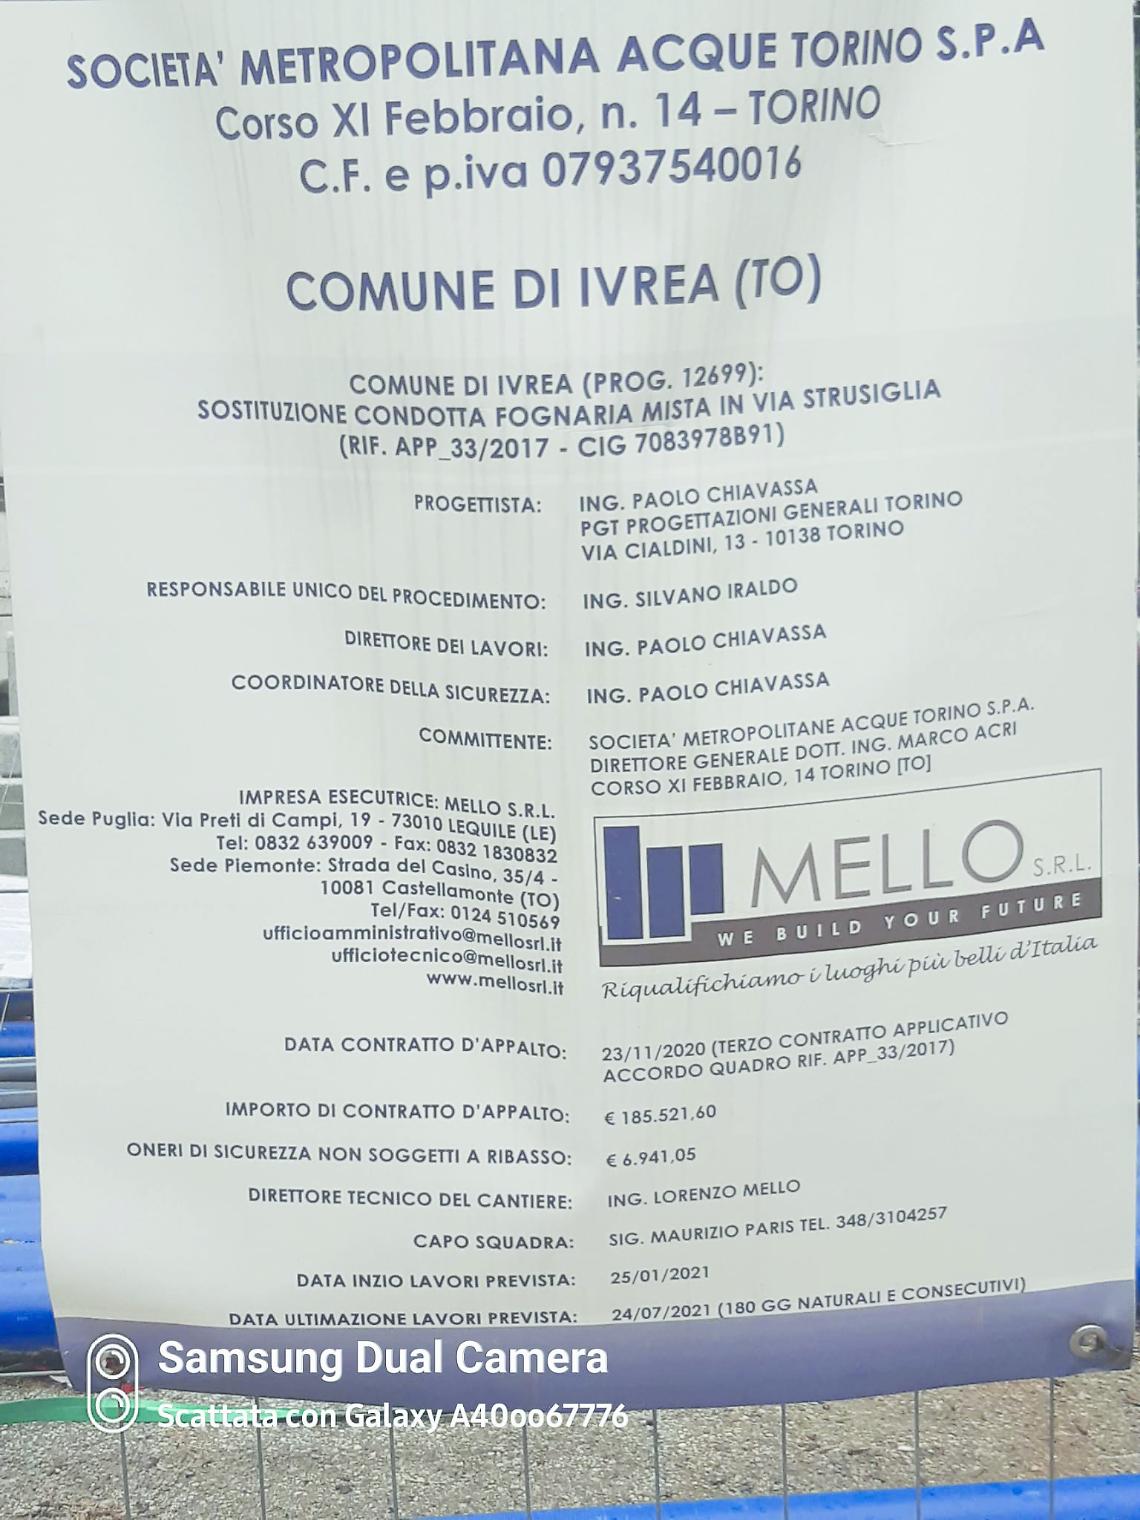 SOCIETA' METROPOLITANA ACQUE TORINO S.P.A
Corso XI Febbraio, n. 14 – TORINO
C.F. e p.iva 07937540016
COMUNE DI IVREA (TO)
COMUNE DI IVREA (PROG. 12699):
SOSTITUZIONE CONDOTTA FOGNARIA MISTA IN VIA STRUSIGLIA
(RIF. APP_33/2017 - CIG 7083978B91)
PROGETTISTA: ING. PAOLO CHIAVASSA
PGT PROGETTAZIONI GENERALI TORINO
VIA CIALDINI, 13 - 10138 TORINO
RESPONSABILE UNICO DEL PROCEDIMENTO: ING. SILVANO IRALDO
DIRETTORE DEI LAVORI: ING. PAOLO CHIAVASSA
COORDINATORE DELLA SICUREZZA: ING. PAOLO CHIAVASSA
COMMITTENTE: SOCIETA' METROPOLITANE ACQUE TORINO S.P.A.
DIRETTORE GENERALE DOTT. ING. MARCO ACRI
CORSO XI FEBBRAIO, 14 TORINO [TO]
IMPRESA ESECUTRICE: MELLO S.R.L.
Sede Puglia: Via Preti di Campi, 19 - 73010 LEQUILE (LE)
Tel: 0832 639009 - Fax: 0832 1830832
Sede Piemonte: Strada del Casino, 35/4 -
10081 Castellamonte (TO)
Tel/Fax: 0124 510569
ufficioamministrativo@mellosrl.it
ufficiotecnico@mellosrl.it
www.mellosrl.it
MELLO S.R.L.
WE BUILD YOUR FUTURE
Riqualifichiamo i luoghi più belli d'Italia
DATA CONTRATTO D'APPALTO: 23/11/2020 (TERZO CONTRATTO APPLICATIVO
ACCORDO QUADRO RIF. APP_33/2017)
IMPORTO DI CONTRATTO D'APPALTO: € 185.521,60
ONERI DI SICUREZZA NON SOGGETTI A RIBASSO: € 6.941,05
DIRETTORE TECNICO DEL CANTIERE: ING. LORENZO MELLO
CAPO SQUADRA: SIG. MAURIZIO PARIS TEL. 348/3104257
DATA INZIO LAVORI PREVISTA: 25/01/2021
DATA ULTIMAZIONE LAVORI PREVISTA: 24/07/2021 (180 GG NATURALI E CONSECUTIVI)
Samsung Dual Camera
Scattata con Galaxy A40oo67776